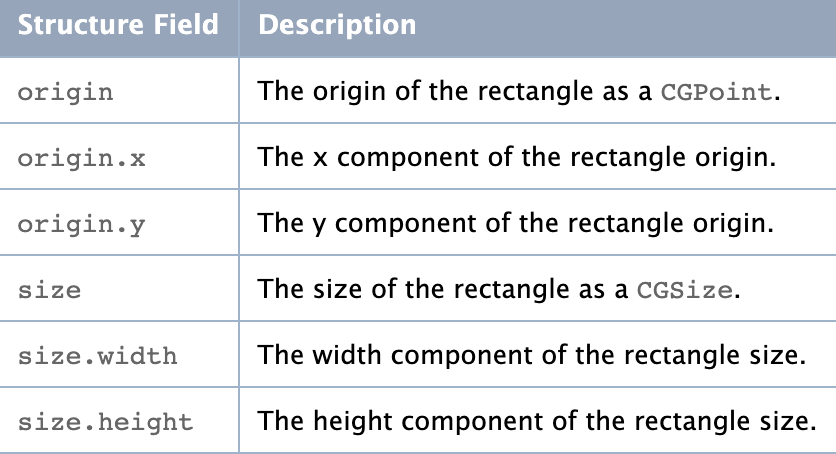 Structure Field Description
origin The origin of the rectangle as a CGPoint.
origin.x The x component of the rectangle origin.
origin.y The y component of the rectangle origin.
size The size of the rectangle as a CGSize.
size.width The width component of the rectangle size.
size.height The height component of the rectangle size.